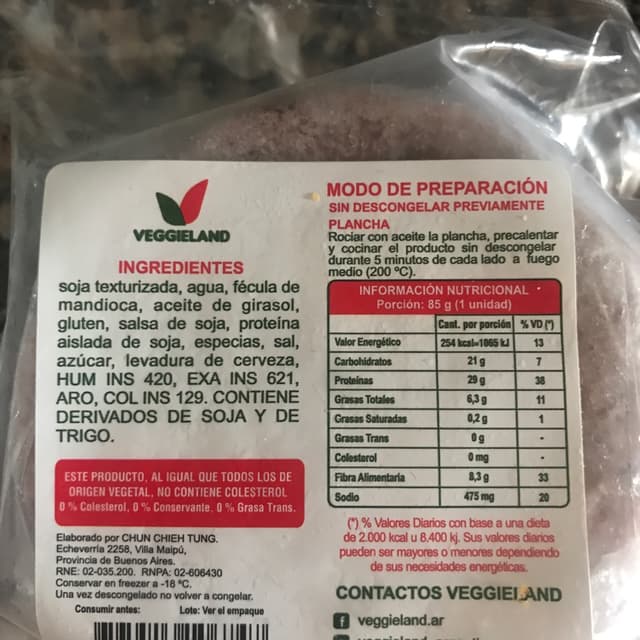 VEGGIELAND
INGREDIENTES
soja texturizada, agua, fécula de
mandioca, aceite de girasol,
gluten, salsa de soja, proteína
aislada de soja, especias, sal,
azúcar, levadura de cerveza,
HUM INS 420, EXA INS 621,
ARO, COL INS 129. CONTIENE
DERIVADOS DE SOJA Y DE
TRIGO.
ESTE PRODUCTO, AL IGUAL QUE TODOS LOS DE
ORIGEN VEGETAL, NO CONTIENE COLESTEROL
0 % Colesterol, 0 % Conservante. 0 % Grasa Trans.
Elaborado por CHUN CHIEH TUNG.
Echeverría 2258, Villa Maipú,
Provincia de Buenos Aires.
RNE: 02-035.200. RNPA: 02-606430
Conservar en freezer a -18 ºC.
Una vez descongelado no volver a congelar.
Consumir antes: Lote: Ver el empaque
MODO DE PREPARACIÓN
SIN DESCONGELAR PREVIAMENTE
PLANCHA
Rociar con aceite la plancha, precalentar
y cocinar el producto sin descongelar
durante 5 minutos de cada lado a fuego
medio (200 ºC).
INFORMACIÓN NUTRICIONAL
Porción: 85 g (1 unidad)
Cant. por porción % VD (*)
Valor Energético 254 kcal=1065 kJ 13
Carbohidratos 21 g 7
Proteinas 29 g 38
Grasas Totales 6,3 g 11
Grasas Saturadas 0,2 g 1
Grasas Trans 0 g -
Colesterol 0 mg -
Fibra Alimentaria 8,3 g 33
Sodio 475 mg 20
(*) % Valores Diarios con base a una dieta
de 2.000 kcal u 8.400 kj. Sus valores diarios
pueden ser mayores o menores dependiendo
de sus necesidades energéticas.
CONTACTOS VEGGIELAND
veggieland.ar